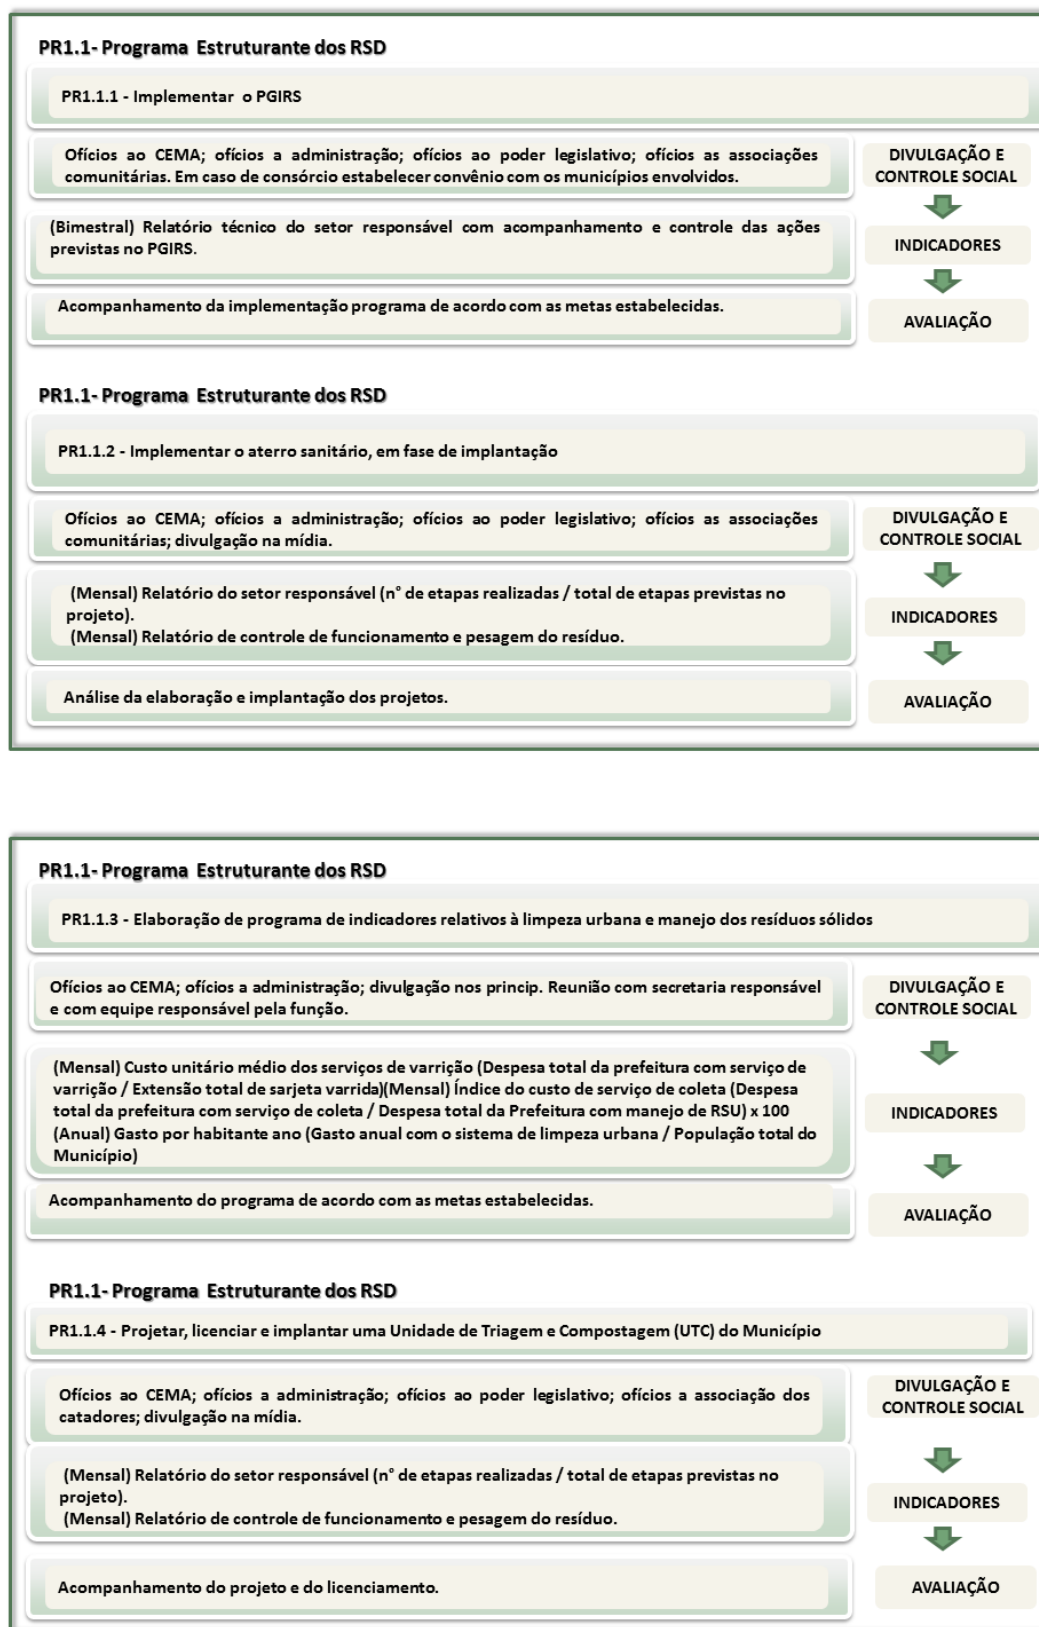 PR1.1- Programa Estruturante dos RSD
PR1.1.1 - Implementar o PGIRS
Ofícios ao CEMA; ofícios a administração; ofícios ao poder legislativo; ofícios as associações
comunitárias. Em caso de consórcio estabelecer convênio com os municípios envolvidos.
DIVULGAÇÃO E
CONTROLE SOCIAL
(Bimestral) Relatório técnico do setor responsável com acompanhamento e controle das ações
previstas no PGIRS.
INDICADORES
Acompanhamento da implementação programa de acordo com as metas estabelecidas.
AVALIAÇÃO
PR1.1- Programa Estruturante dos RSD
PR1.1.2 - Implementar o aterro sanitário, em fase de implantação
Ofícios ao CEMA; ofícios a administração; ofícios ao poder legislativo; ofícios as associações
comunitárias; divulgação na mídia.
DIVULGAÇÃO E
CONTROLE SOCIAL
(Mensal) Relatório do setor responsável (n° de etapas realizadas / total de etapas previstas no
projeto).
(Mensal) Relatório de controle de funcionamento e pesagem do resíduo.
INDICADORES
Análise da elaboração e implantação dos projetos.
AVALIAÇÃO
PR1.1- Programa Estruturante dos RSD
PR1.1.3 - Elaboração de programa de indicadores relativos à limpeza urbana e manejo dos resíduos sólidos
Ofícios ao CEMA; ofícios a administração; divulgação nos princip. Reunião com secretaria responsável
e com equipe responsável pela função.
DIVULGAÇÃO E
CONTROLE SOCIAL
(Mensal) Custo unitário médio dos serviços de varrição (Despesa total da prefeitura com serviço de
varrição / Extensão total de sarjeta varrida)(Mensal) Índice do custo de serviço de coleta (Despesa
total da prefeitura com serviço de coleta / Despesa total da Prefeitura com manejo de RSU) x 100
(Anual) Gasto por habitante ano (Gasto anual com o sistema de limpeza urbana / População total do
Município)
INDICADORES
Acompanhamento do programa de acordo com as metas estabelecidas.
AVALIAÇÃO
PR1.1- Programa Estruturante dos RSD
PR1.1.4 - Projetar, licenciar e implantar uma Unidade de Triagem e Compostagem (UTC) do Município
Ofícios ao CEMA; ofícios a administração; ofícios ao poder legislativo; ofícios a associação dos
catadores; divulgação na mídia.
DIVULGAÇÃO E
CONTROLE SOCIAL
(Mensal) Relatório do setor responsável (n° de etapas realizadas / total de etapas previstas no
projeto).
(Mensal) Relatório de controle de funcionamento e pesagem do resíduo.
INDICADORES
Acompanhamento do projeto e do licenciamento.
AVALIAÇÃO